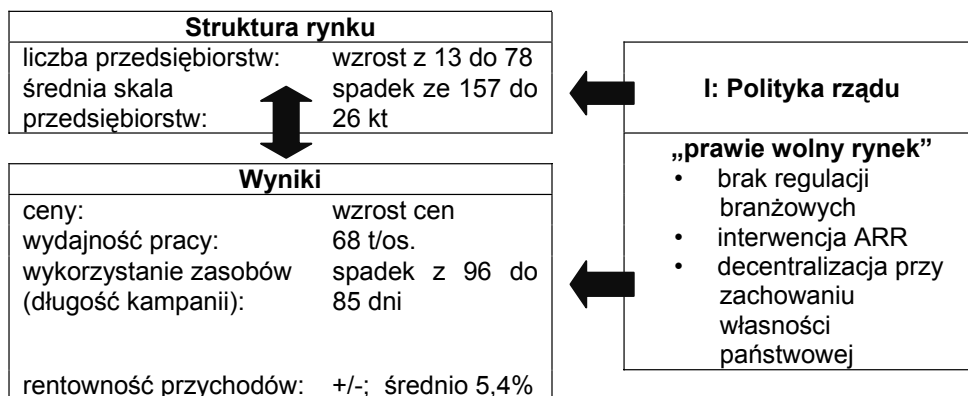 Struktura rynku
liczba przedsiębiorstw: wzrost z 13 do 78
średnia skala spadek ze 157 do
przedsiębiorstw: 26 kt
Wyniki
ceny: wzrost cen
wydajność pracy: 68 t/os.
wykorzystanie zasobów spadek z 96 do
(długość kampanii): 85 dni
rentowność przychodów: +/-; średnio 5,4%
I: Polityka rządu
„prawie wolny rynek”
• brak regulacji
branżowych
• interwencja ARR
• decentralizacja przy
zachowaniu
własności
państwowej